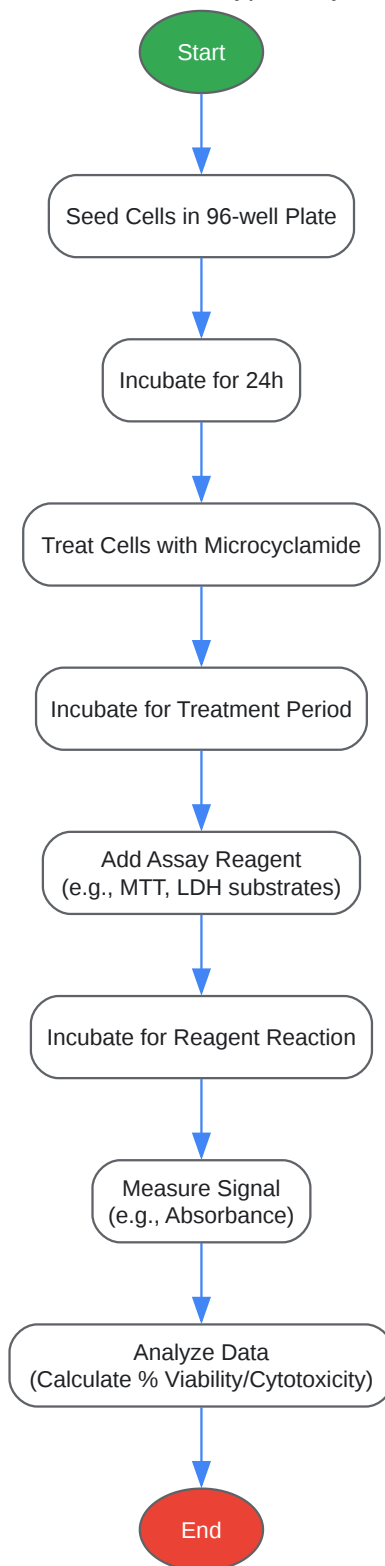 Start
Seed Cells in 96-well Plate
Incubate for 24h
Treat Cells with Microcyclamide
Incubate for Treatment Period
Add Assay Reagent
(e.g., MTT, LDH substrates)
Incubate for Reagent Reaction
Measure Signal
(e.g., Absorbance)
Analyze Data
(Calculate % Viability/Cytotoxicity)
End